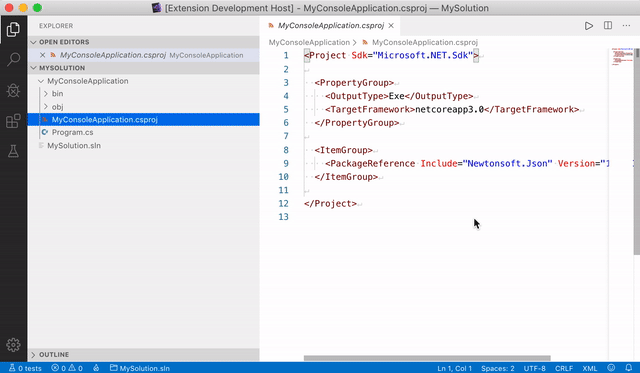 [Extension Development Host] - MyConsoleApplication.csproj — MySolution
EXPLORER
OPEN EDITORS
MyConsoleApplication.csproj MyConsoleApplication
MYSOLUTION
MyConsoleApplication
bin
obj
MyConsoleApplication.csproj
Program.cs
MySolution.sln
OUTLINE
MyConsoleApplication.csproj
MyConsoleApplication > MyConsoleApplication.csproj
1 <Project Sdk="Microsoft.NET.Sdk">
2
3 <PropertyGroup>
4 <OutputType>Exe</OutputType>
5 <TargetFramework>netcoreapp3.0</TargetFramework>
6 </PropertyGroup>
7
8 <ItemGroup>
9 <PackageReference Include="Newtonsoft.Json" Version="1
10 </ItemGroup>
11
12 </Project>
13
0 tests 0 0 MySolution.sln Ln 1, Col 1 Spaces: 2 UTF-8 CRLF XML